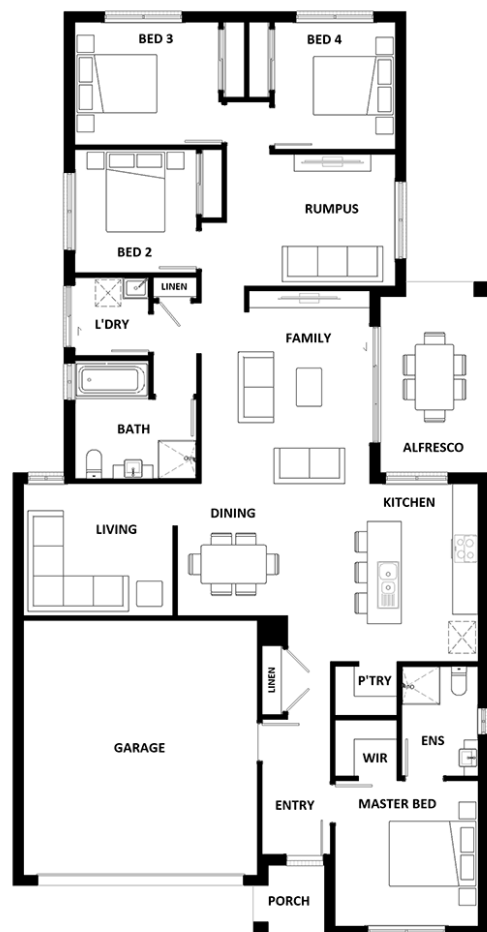 BED 3
BED 4
RUMPUS
BED 2
LINEN
L'DRY
FAMILY
BATH
ALFRESCO
KITCHEN
LIVING
DINING
LINEN
P'TRY
GARAGE
WIR
ENS
ENTRY
MASTER BED
PORCH